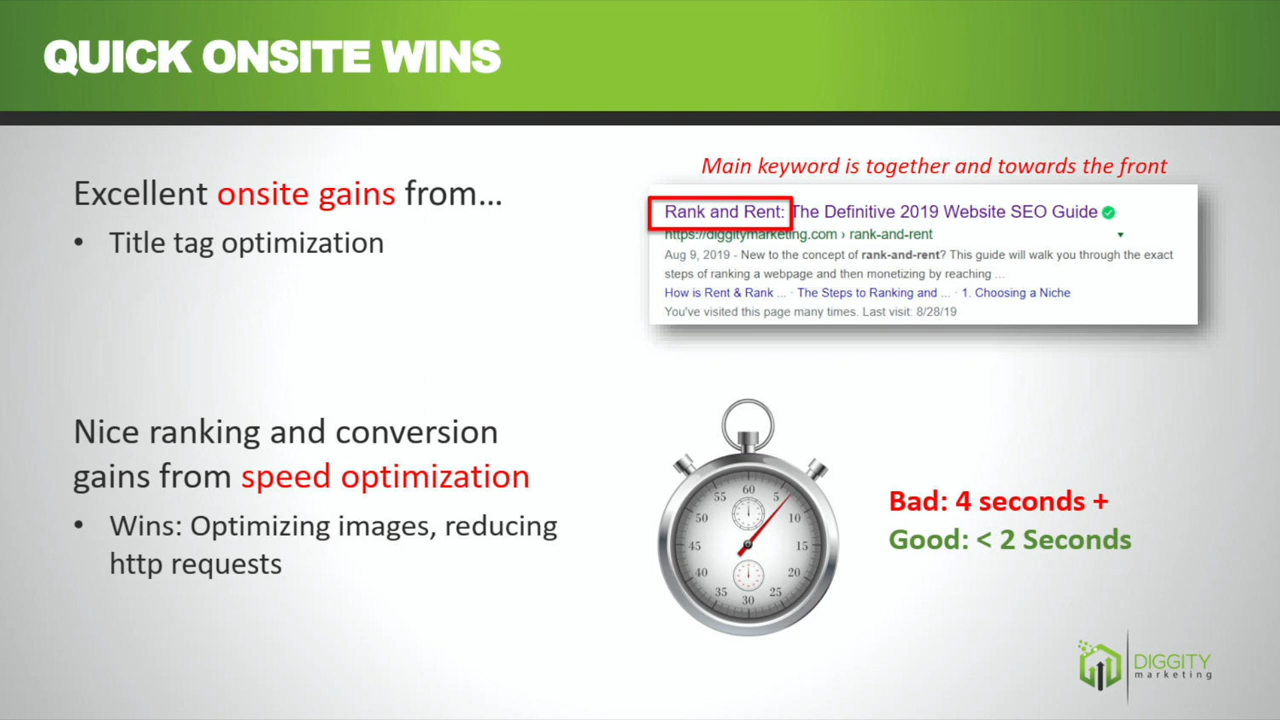 QUICK ONSITE WINS
Excellent onsite gains from...
• Title tag optimization
Main keyword is together and towards the front
Rank and Rent: The Definitive 2019 Website SEO Guide
https://diggitymarketing.com › rank-and-rent
Aug 9, 2019 - New to the concept of rank-and-rent? This guide will walk you through the exact
steps of ranking a webpage and then monetizing by reaching ...
How is Rent & Rank ... · The Steps to Ranking and ... · 1. Choosing a Niche
You've visited this page many times. Last visit: 8/28/19
Nice ranking and conversion
gains from speed optimization
• Wins: Optimizing images, reducing
http requests
60
55
5
50
10
45
15
40
20
35
25
30
Bad: 4 seconds +
Good: < 2 Seconds
DIGGITY
marketing